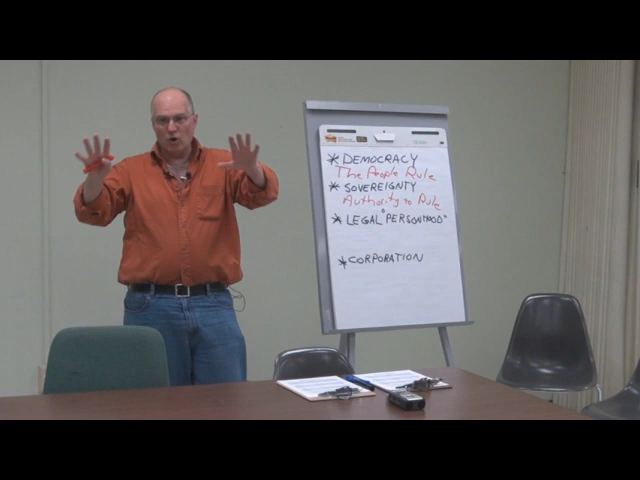 * DEMOCRACY
The People Rule
* SOVEREIGNTY
Authority to Rule
* LEGAL "PERSONHOOD"
* CORPORATION